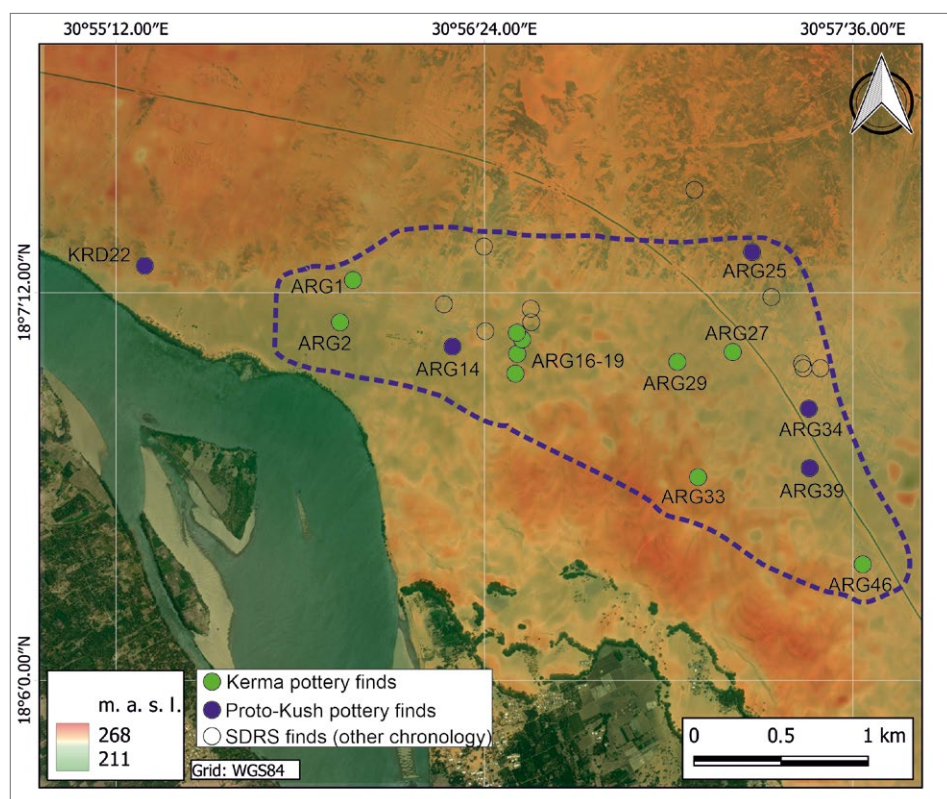 30°55′12.00″E 30°56′24.00″E 30°57′36.00″E
KRD22
ARG25
ARG1
18°7′12.00″N
ARG2
ARG27
ARG14
ARG16-19
ARG29
ARG34
ARG33
ARG39
ARG46
18°6′0.00″N
m. a. s. l.
268
211
Kerma pottery finds
Proto-Kush pottery finds
SDRS finds (other chronology)
Grid: WGS84
0 0.5 1 km